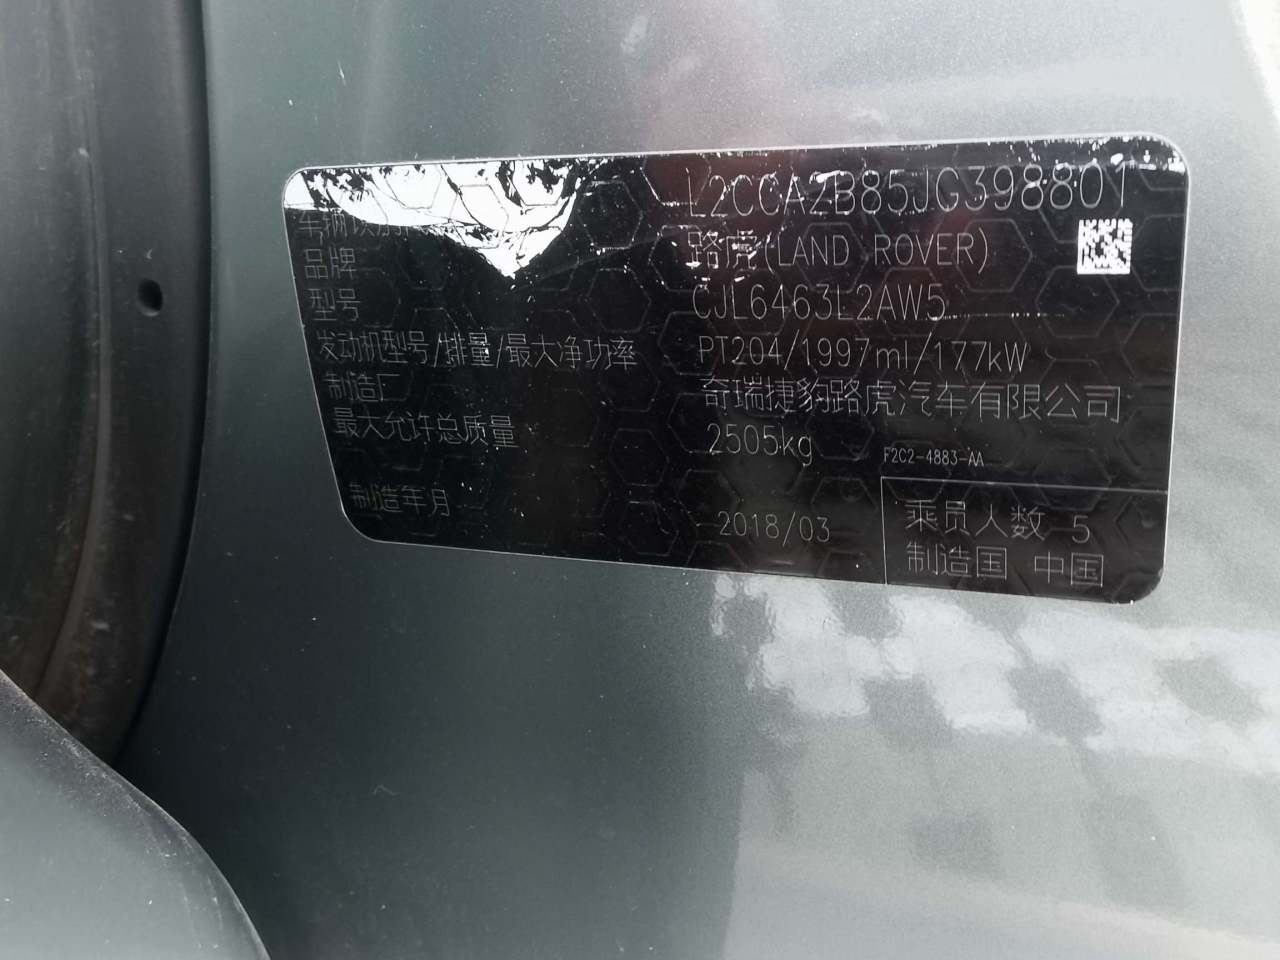 车辆识别代号 L2CCA2B85JG398801
品牌 路虎(LAND ROVER)
型号 CJL6463L2AW5
发动机型号/排量/最大净功率 PT204/1997ml/177kW
制造厂 奇瑞捷豹路虎汽车有限公司
最大允许总质量 2505kg
F2C2-4883-AA
制造年月 2018/03
乘员人数 5
制造国 中国